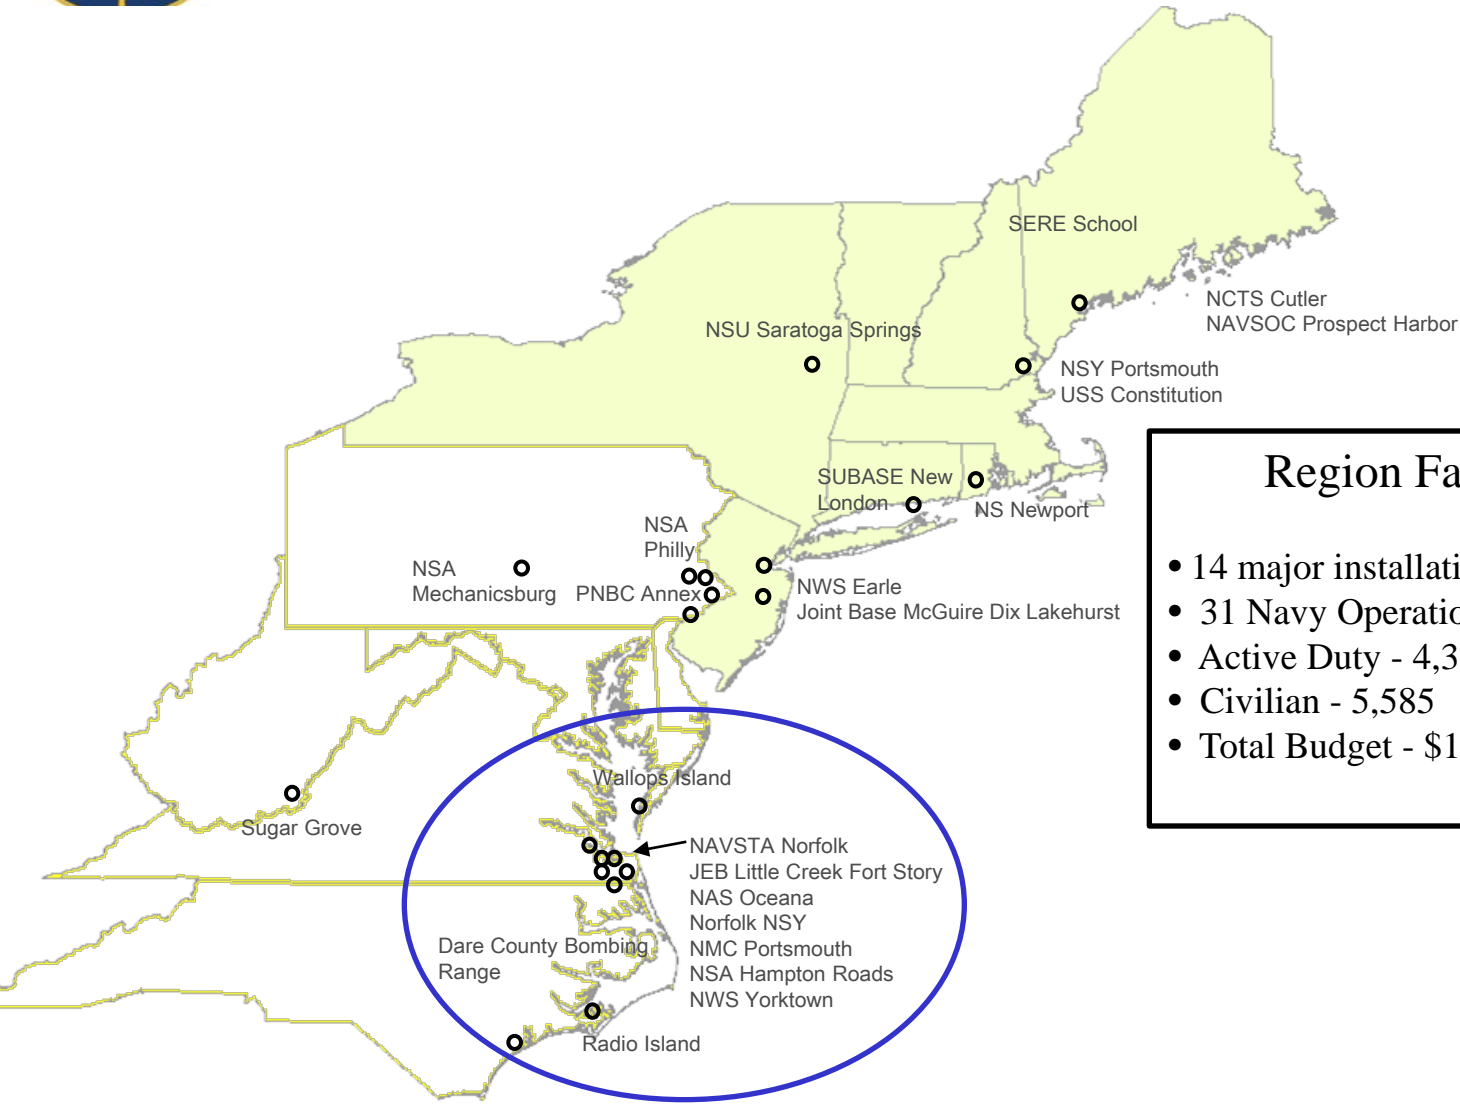 SERE School
NCTS Cutler
NAVSOC Prospect Harbor
NSU Saratoga Springs
NSY Portsmouth
USS Constitution
SUBASE New
London
NS Newport
NSA
Philly
NSA
Mechanicsburg
PNBC Annex
NWS Earle
Joint Base McGuire Dix Lakehurst
Region Fa
• 14 major installati
• 31 Navy Operatio
• Active Duty - 4,3
• Civilian - 5,585
• Total Budget - $1
Wallops Island
Sugar Grove
NAVSTA Norfolk
JEB Little Creek Fort Story
NAS Oceana
Norfolk NSY
NMC Portsmouth
NSA Hampton Roads
NWS Yorktown
Dare County Bombing
Range
Radio Island